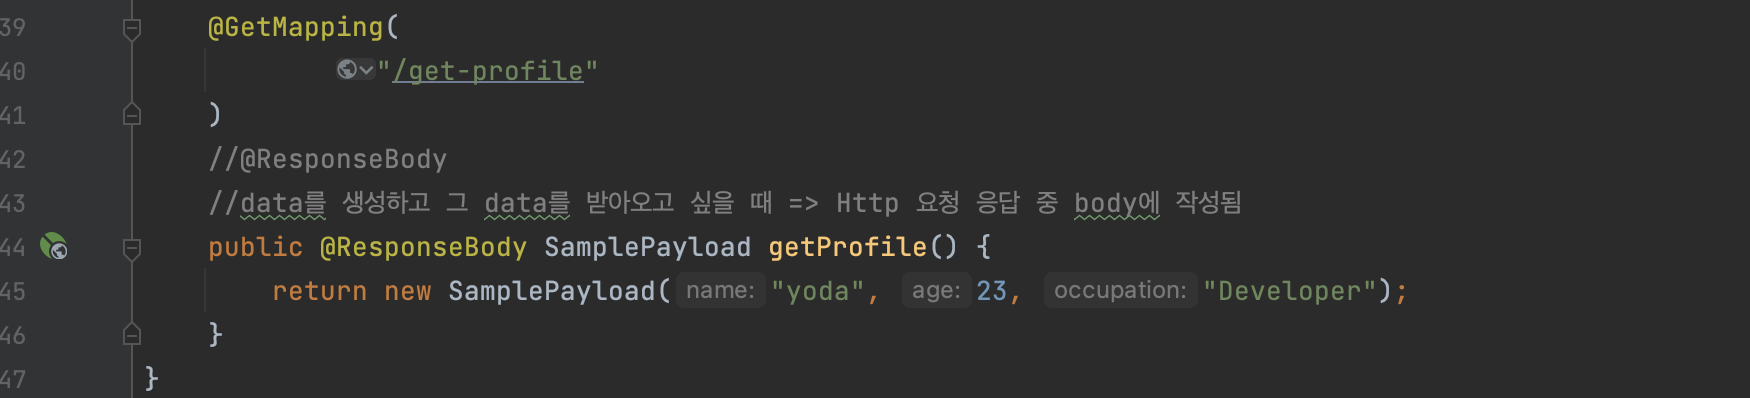 39 @GetMapping(
40 "/get-profile"
41 )
42 //@ResponseBody
43 //data를 생성하고 그 data를 받아오고 싶을 때 => Http 요청 응답 중 body에 작성됨
44 public @ResponseBody SamplePayload getProfile() {
45 return new SamplePayload( name: "yoda", age: 23, occupation: "Developer");
46 }
47 }